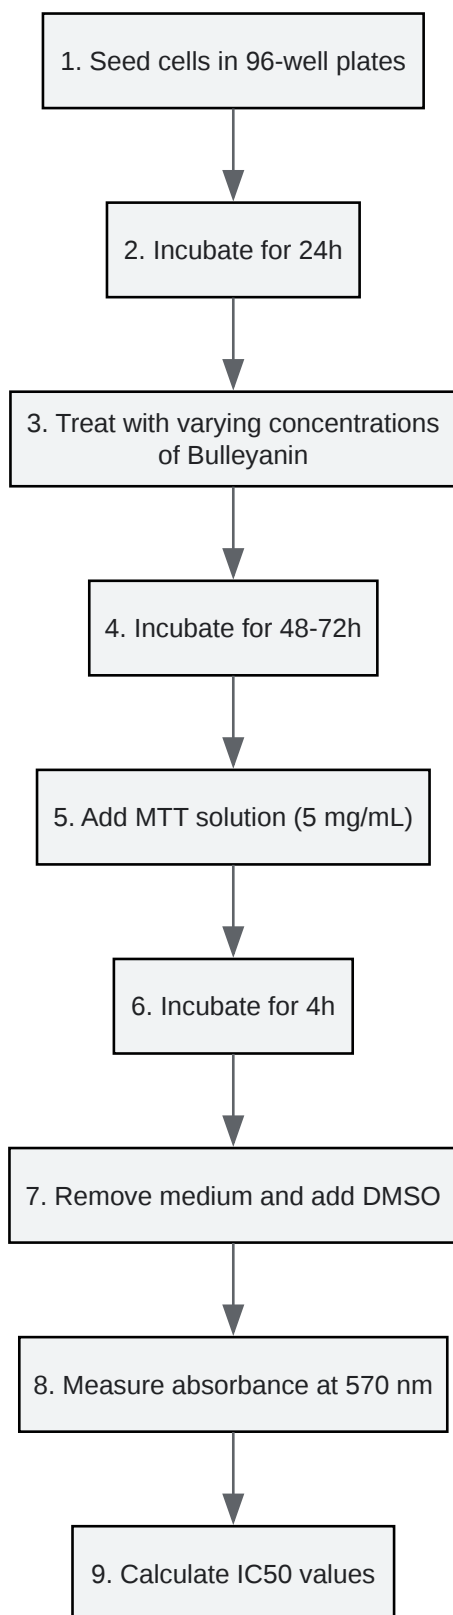 1. Seed cells in 96-well plates
2. Incubate for 24h
3. Treat with varying concentrations
of Bulleyanin
4. Incubate for 48-72h
5. Add MTT solution (5 mg/mL)
6. Incubate for 4h
7. Remove medium and add DMSO
8. Measure absorbance at 570 nm
9. Calculate IC50 values